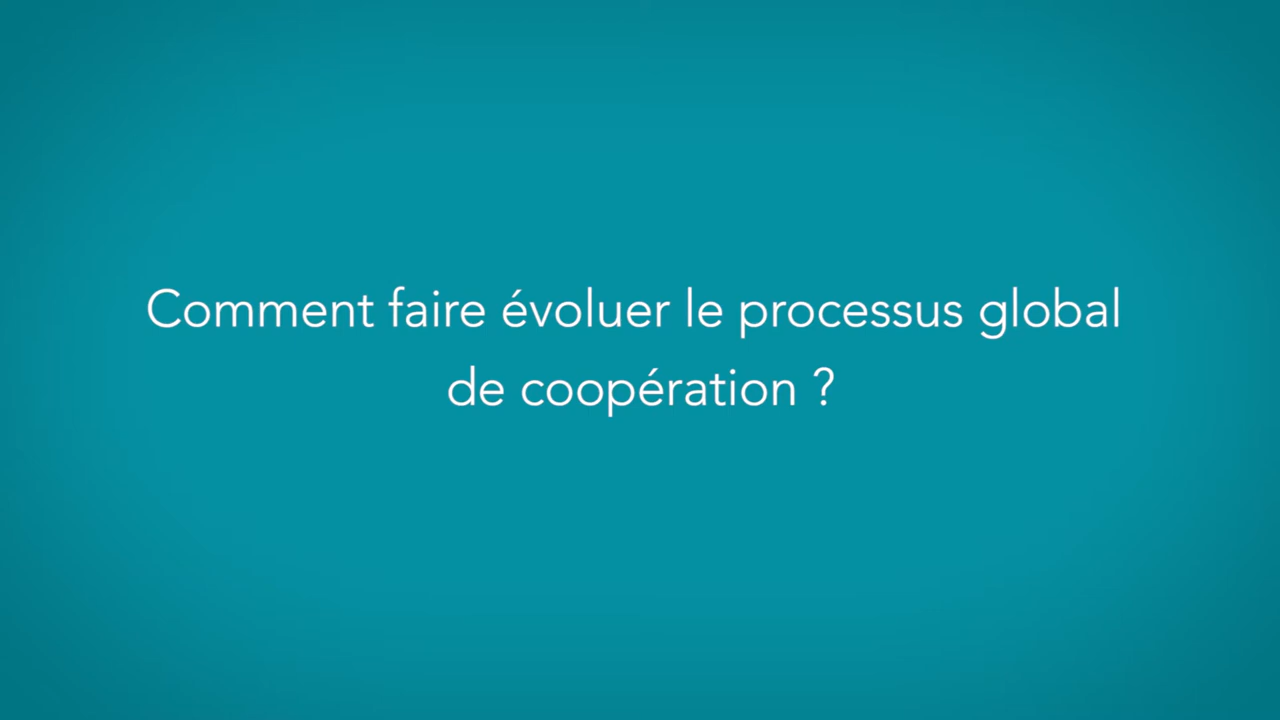 Comment faire évoluer le processus global
de coopération ?